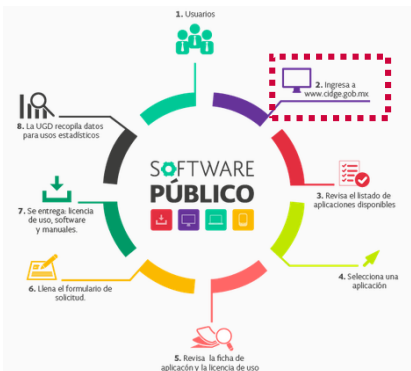 1. Usuarios
2. Ingresa a
www.cidge.gob.mx
3. Revisa el listado de
aplicaciones disponibles
4. Selecciona una
aplicación
5. Revisa la ficha de
aplicacón y la licencia de uso
6. Llena el formulario de
solicitud.
7. Se entrega: licencia
de uso, software
y manuales.
8. La UGD recopila datos
para usos estadísticos
SOFTWARE
PÚBLICO